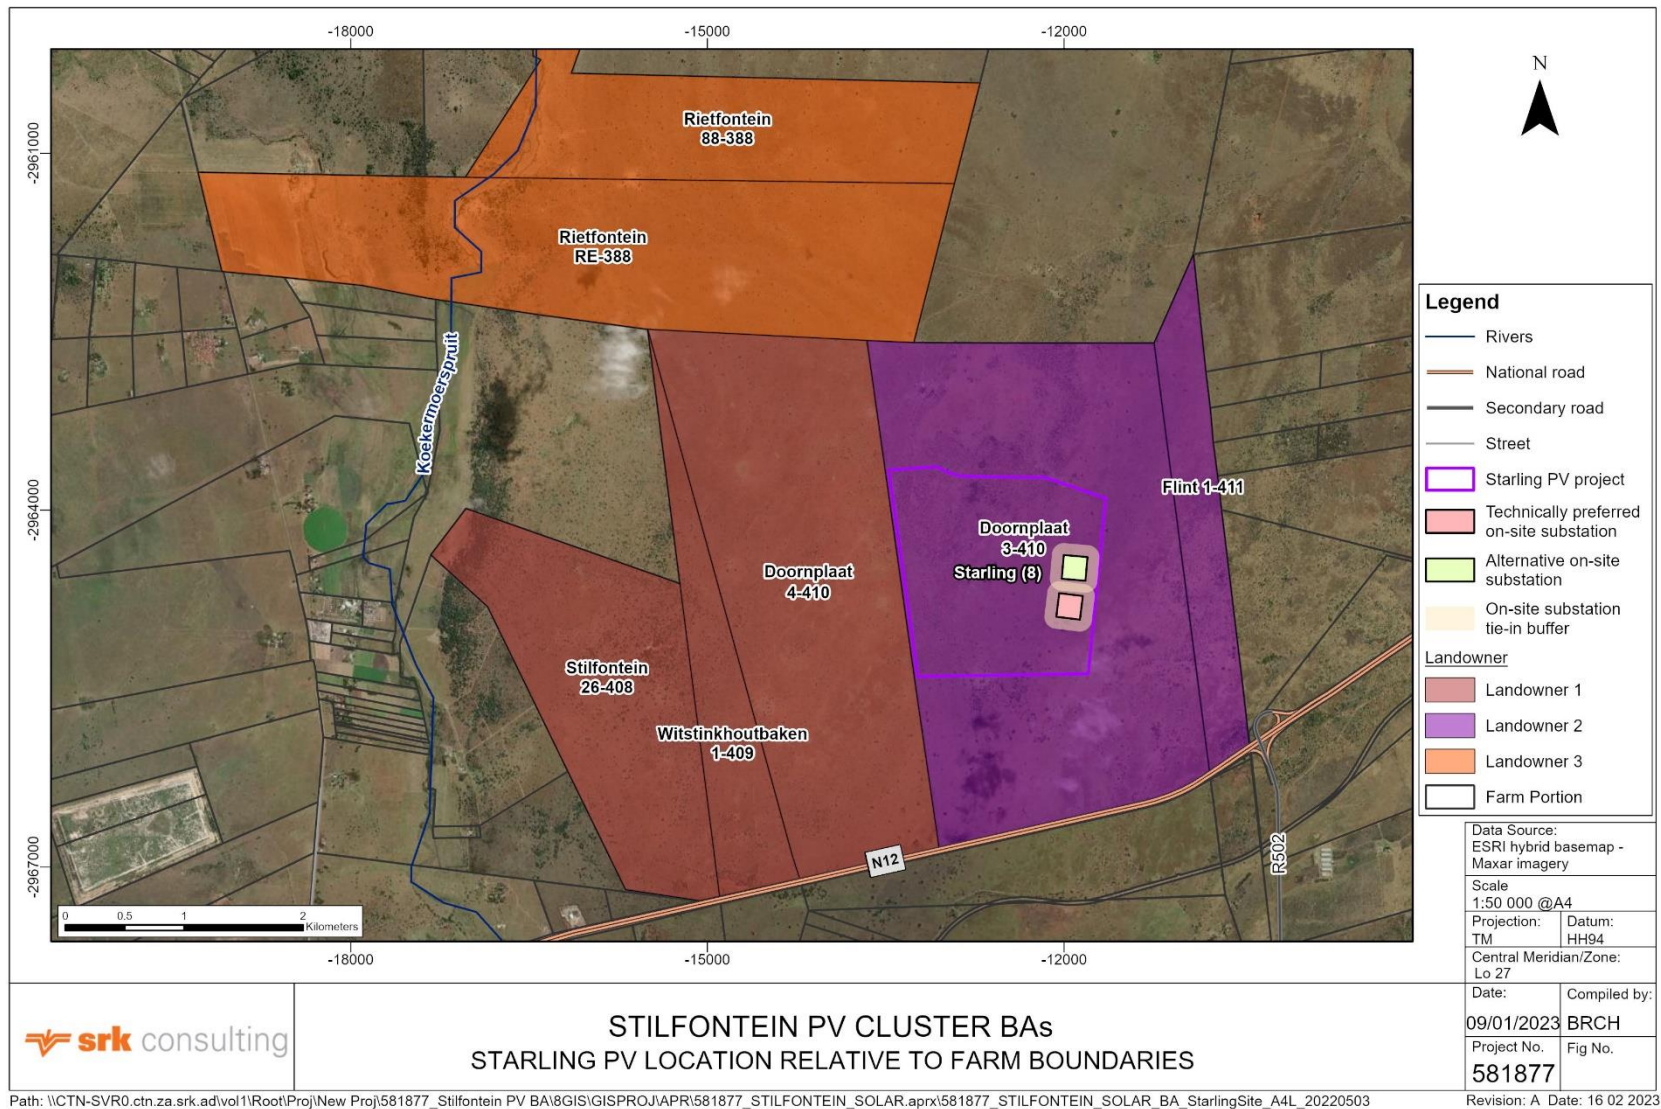 -18000
-15000
-12000
N
-2961000
-2964000
-2967000
Rietfontein
88-388
Rietfontein
RE-388
Koekermoerspruit
Flint 1-411
Doornplaat
3-410
Starling (8)
Doornplaat
4-410
Stilfontein
26-408
Witstinkhoutbaken
1-409
N12
R502
0 0.5 1 2
Kilometers
-18000
-15000
-12000
Legend
Rivers
National road
Secondary road
Street
Starling PV project
Technically preferred
on-site substation
Alternative on-site
substation
On-site substation
tie-in buffer
Landowner
Landowner 1
Landowner 2
Landowner 3
Farm Portion
Data Source:
ESRI hybrid basemap -
Maxar imagery
Scale
1:50 000 @A4
Projection: Datum:
TM HH94
Central Meridian/Zone:
Lo 27
Date: Compiled by:
09/01/2023 BRCH
Project No. Fig No.
581877
srk consulting
STILFONTEIN PV CLUSTER BAs
STARLING PV LOCATION RELATIVE TO FARM BOUNDARIES
Path: \\CTN-SVR0.ctn.za.srk.ad\vol1\Root\Proj\New Proj\581877_Stilfontein PV BA\8GIS\GISPROJ\APR\581877_STILFONTEIN_SOLAR.aprx\581877_STILFONTEIN_SOLAR_BA_StarlingSite_A4L_20220503
Revision: A Date: 16 02 2023